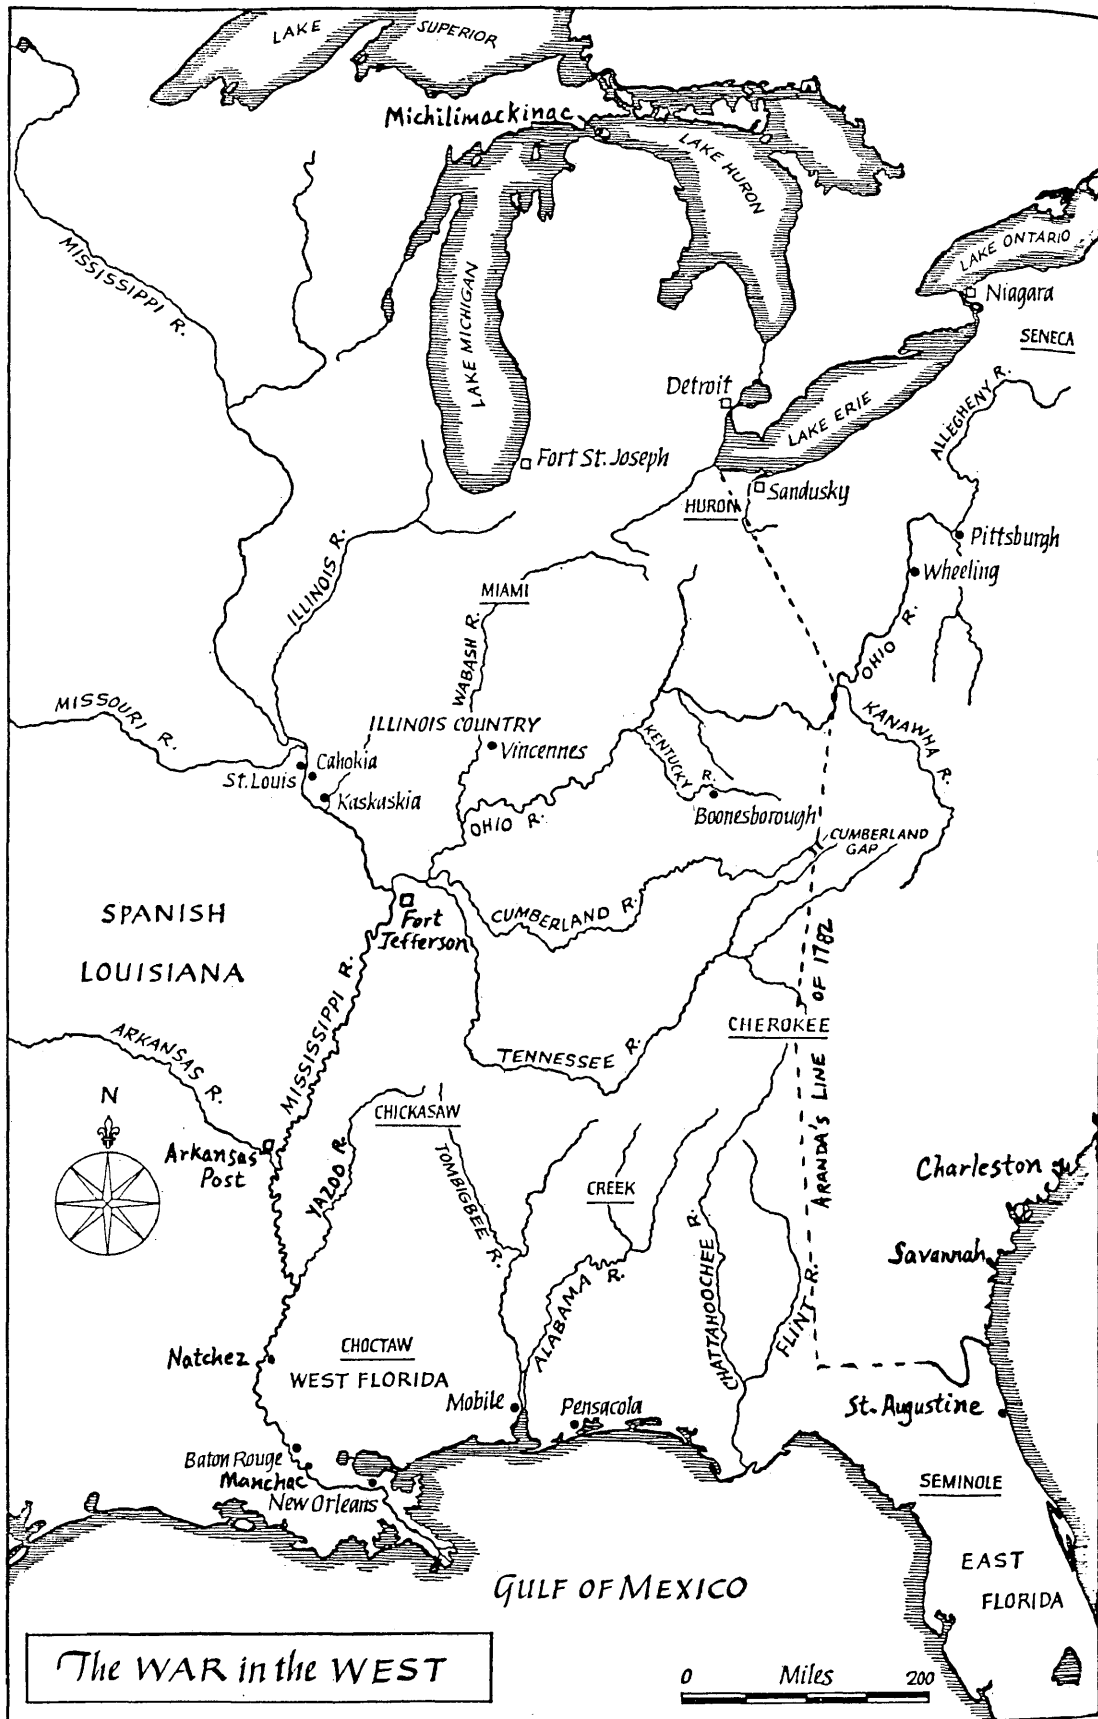 LAKE SUPERIOR
Michilimackinac
LAKE HURON
MISSISSIPPI R.
LAKE MICHIGAN
LAKE ONTARIO
Niagara
SENECA
Detroit
LAKE ERIE
ALLEGHENY R.
Fort St. Joseph
Sandusky
HURON
Pittsburgh
Wheeling
ILLINOIS R.
MIAMI
WABASH R.
OHIO R.
MISSOURI R.
ILLINOIS COUNTRY
KANAWHA R.
Vincennes
KENTUCKY R.
Cahokia
St. Louis
Kaskaskia
Boonesborough
OHIO R.
CUMBERLAND
GAP
Fort
Jefferson
CUMBERLAND R.
SPANISH
LOUISIANA
MISSISSIPPI R.
ARANDA'S LINE OF 1782
CHEROKEE
TENNESSEE R.
ARKANSAS R.
N
CHICKASAW
Arkansas
Post
YAZOO R.
TOMBIGBEE R.
CREEK
Charleston
CHATTAHOOCHEE R.
Savannah
ALABAMA R.
FLINT R.
Natchez
CHOCTAW
WEST FLORIDA
Mobile
Pensacola
St. Augustine
Baton Rouge
Manchac
New Orleans
SEMINOLE
EAST
FLORIDA
GULF OF MEXICO
The WAR in the WEST
0 Miles 200